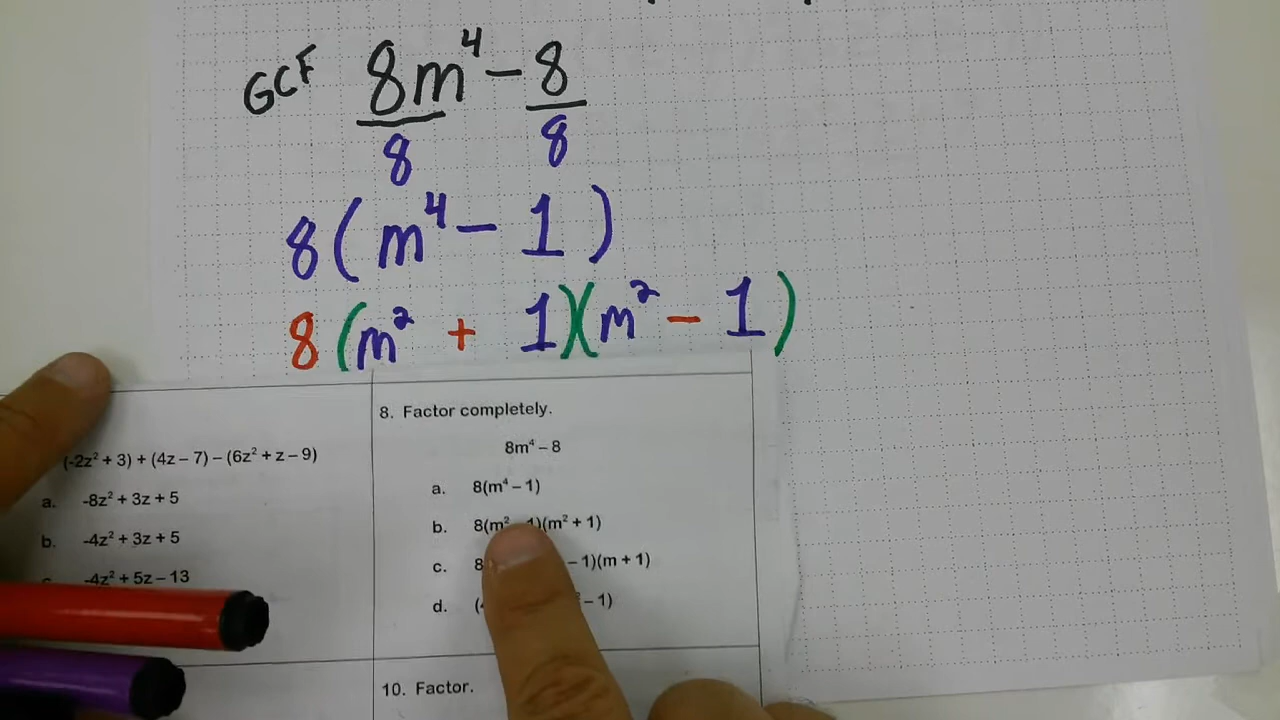 GCF 8m⁴ - 8
8 8
8(m⁴ - 1)
8(m² + 1)(m² - 1)
(-2z² + 3) + (4z – 7) – (6z² + z – 9)
a. -8z² + 3z + 5
b. -4z² + 3z + 5
c. -4z² + 5z – 13
8. Factor completely.
8m⁴ – 8
a. 8(m⁴ – 1)
b. 8(m² – 1)(m² + 1)
c. 8 – 1)(m + 1)
d. ( – 1)
10. Factor.